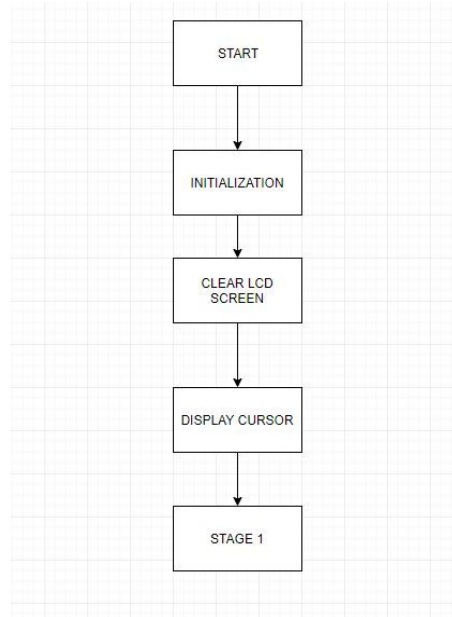 START
INITIALIZATION
CLEAR LCD
SCREEN
DISPLAY CURSOR
STAGE 1